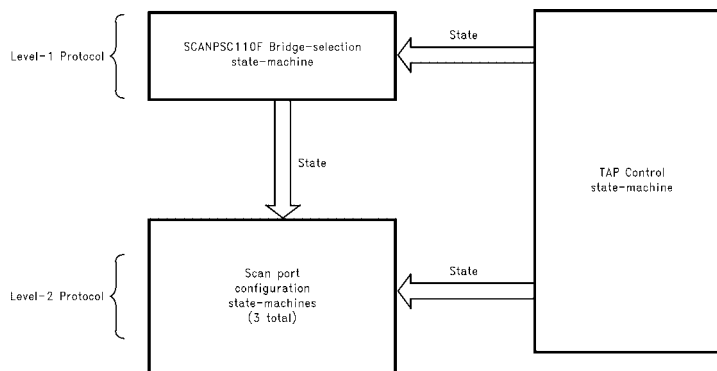 Level-1 Protocol
SCANPSC110F Bridge-selection
state-machine
State
State
TAP Control
state-machine
Level-2 Protocol
Scan port
configuration
state-machines
(3 total)
State